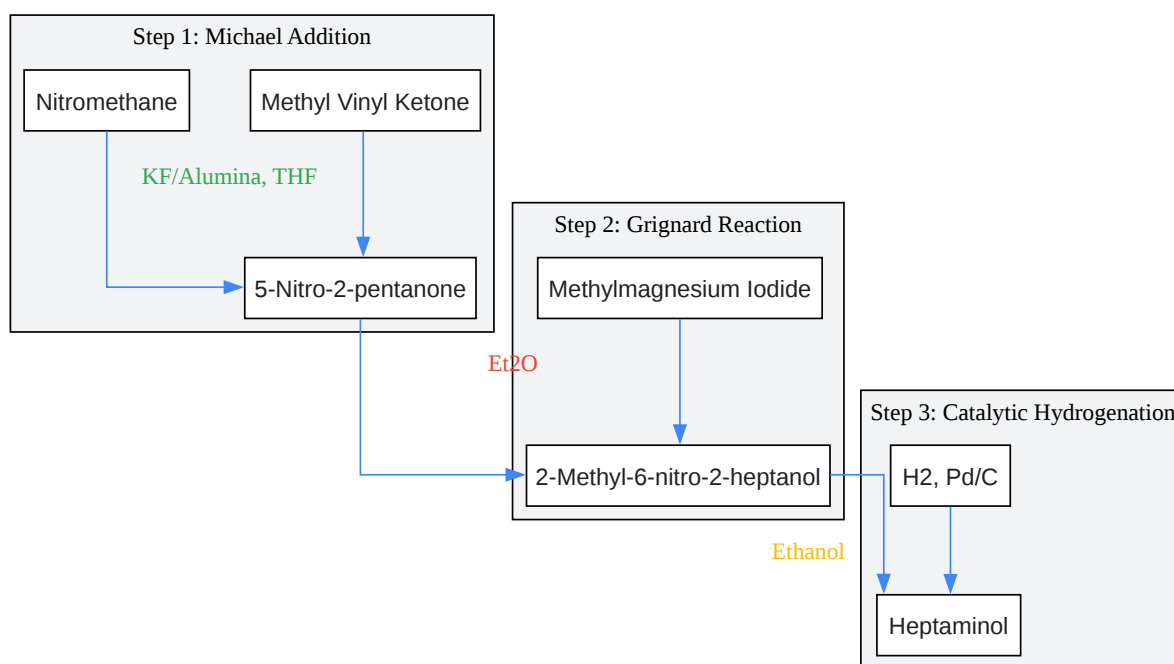 Step 1: Michael Addition
Nitromethane
Methyl Vinyl Ketone
KF/Alumina, THF
5-Nitro-2-pentanone
Step 2: Grignard Reaction
Methylmagnesium Iodide
Et2O
2-Methyl-6-nitro-2-heptanol
Step 3: Catalytic Hydrogenation
H2, Pd/C
Ethanol
Heptaminol